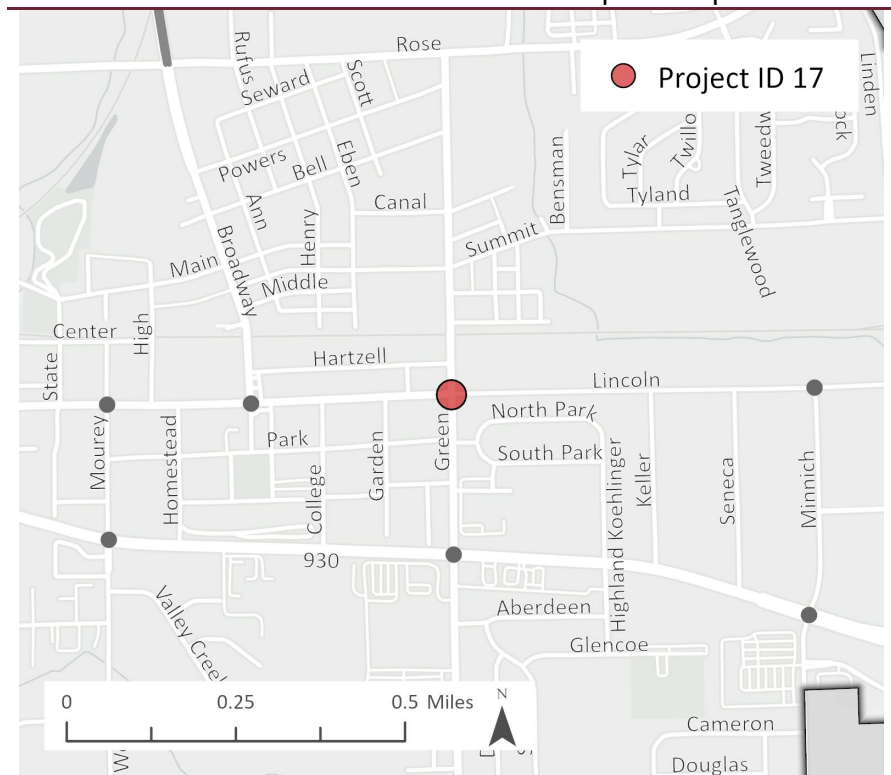 Rose
Rufus
Seward
Scott
Project ID 17
Linden
Powers
Bell
Eben
Tylar
Twillo
Tweedw
ck
Bensman
Tyland
Tanglewood
Ann
Henry
Canal
Broadway
Summit
Main
Middle
Center
High
State
Hartzell
Lincoln
North Park
Mourey
Homestead
Park
College
Garden
Green
South Park
Highland Koehlinger
Keller
Seneca
Minnich
930
Valley Creek
Aberdeen
Glencoe
0 0.25 0.5 Miles
N
Cameron
Douglas